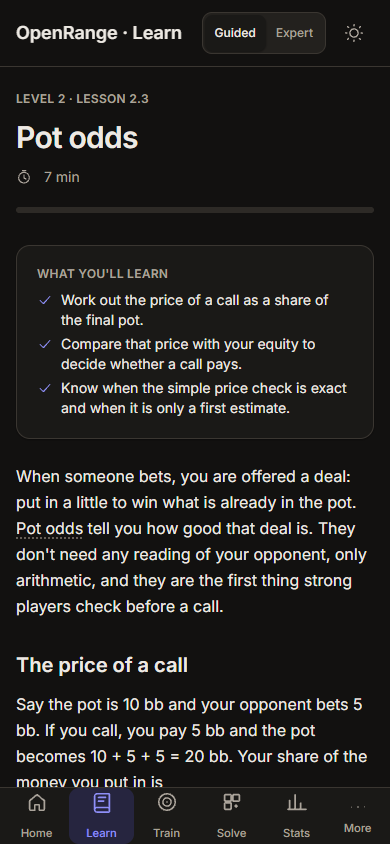 OpenRange · Learn
Guided
Expert
LEVEL 2 · LESSON 2.3
Pot odds
7 min
WHAT YOU'LL LEARN
Work out the price of a call as a share of
the final pot.
Compare that price with your equity to
decide whether a call pays.
Know when the simple price check is exact
and when it is only a first estimate.
When someone bets, you are offered a deal:
put in a little to win what is already in the pot.
Pot odds tell you how good that deal is. They
don't need any reading of your opponent, only
arithmetic, and they are the first thing strong
players check before a call.
The price of a call
Say the pot is 10 bb and your opponent bets 5
bb. If you call, you pay 5 bb and the pot
becomes 10 + 5 + 5 = 20 bb. Your share of the
money you put in is
Home
Learn
Train
Solve
Stats
More